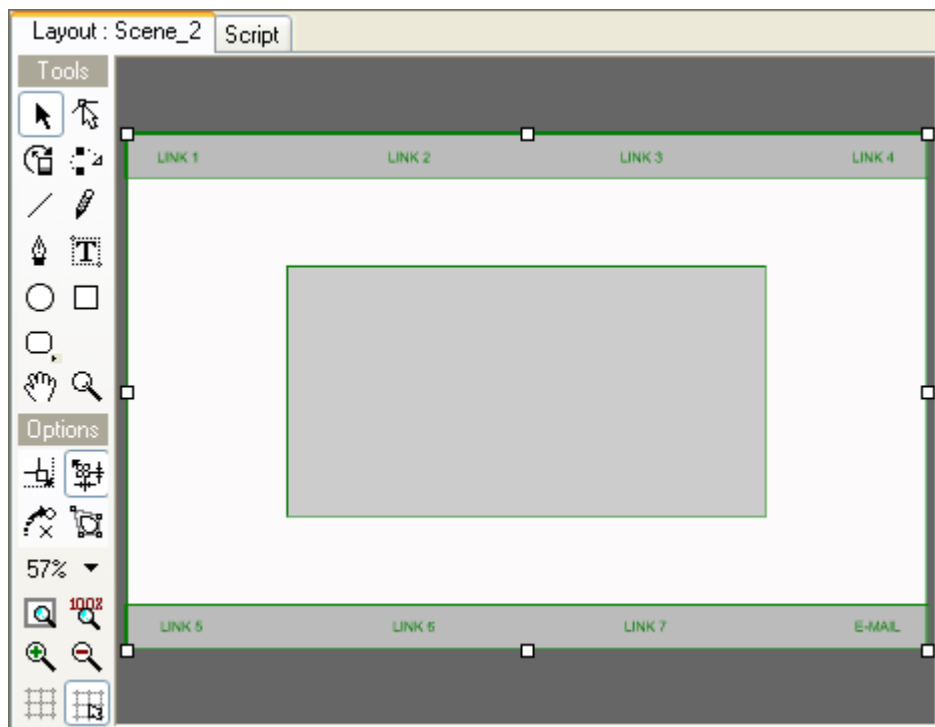 Layout : Scene_2 Script
Tools
LINK 1 LINK 2 LINK 3 LINK 4
T
Options
57%
100%
LINK 5 LINK 6 LINK 7 E-MAIL